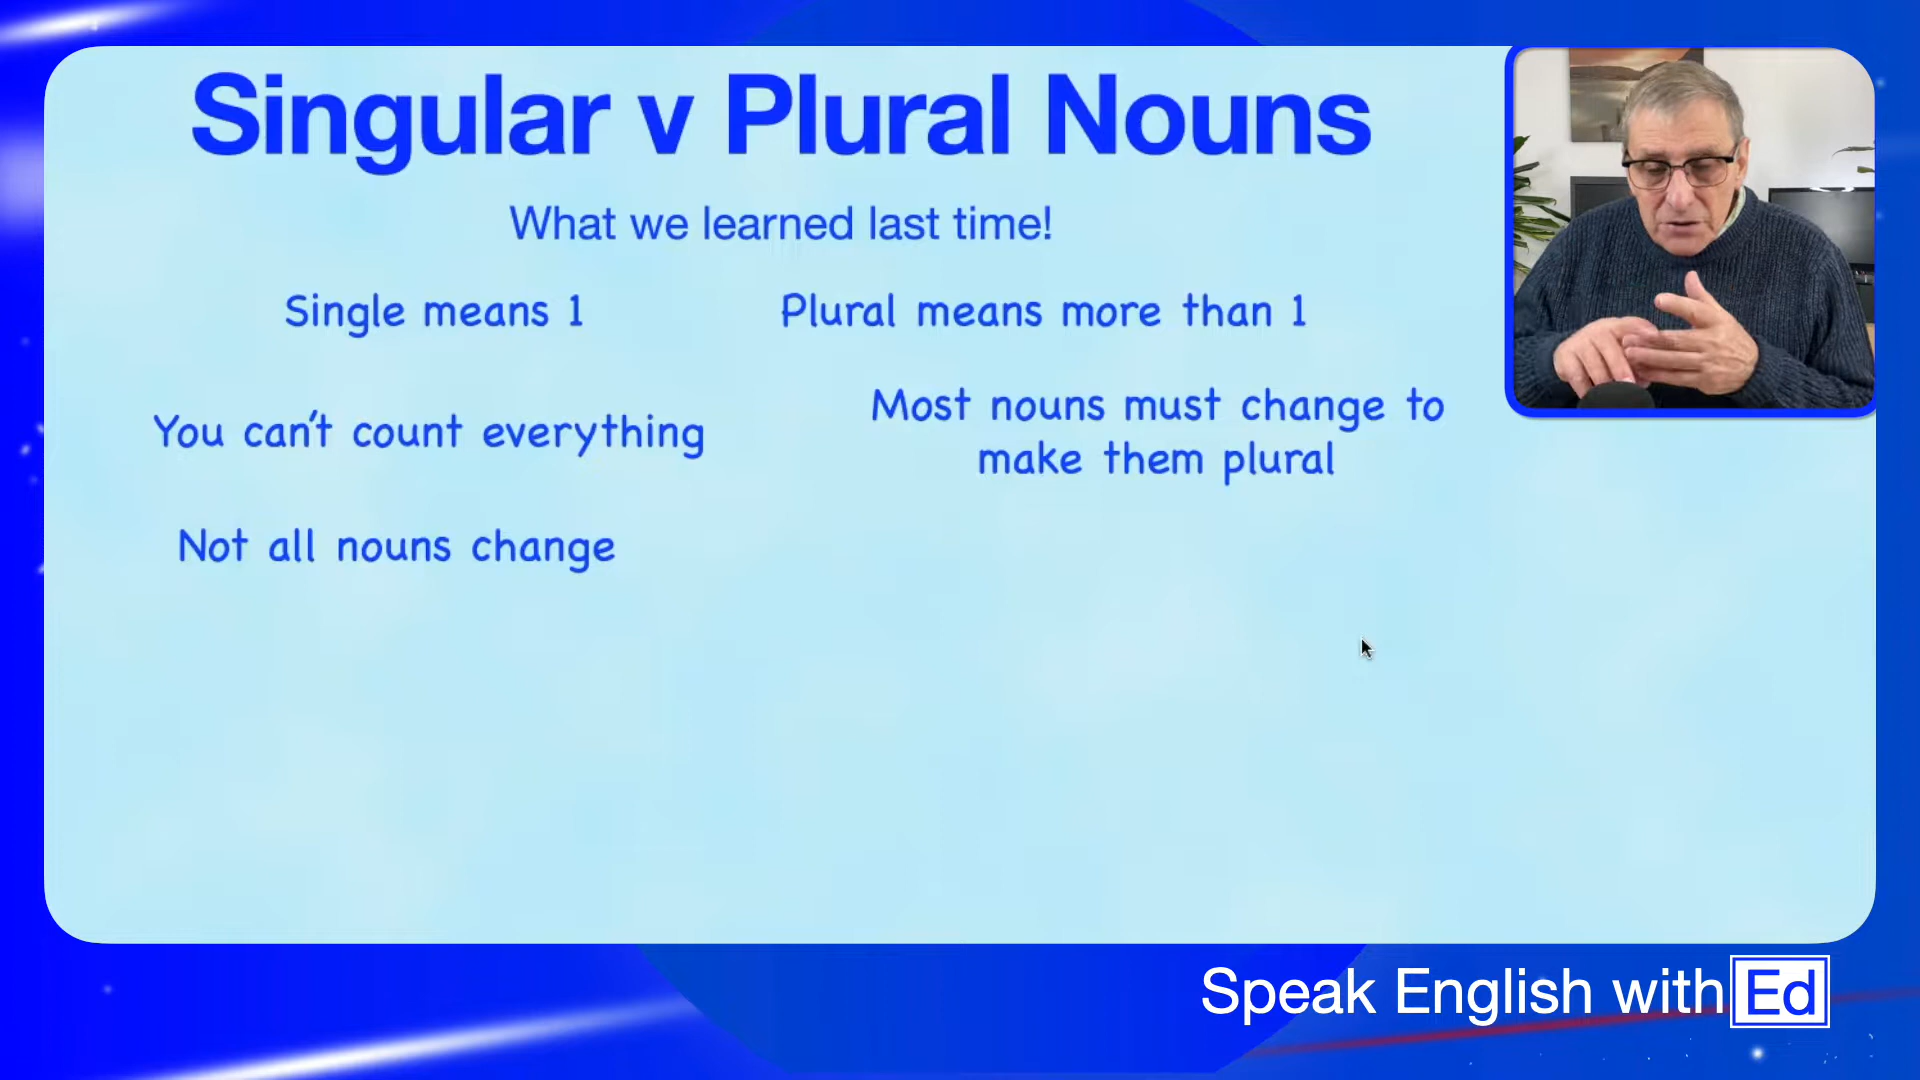 Singular v Plural Nouns
What we learned last time!
Single means 1
Plural means more than 1
You can't count everything
Most nouns must change to
make them plural
Not all nouns change
Speak English with Ed